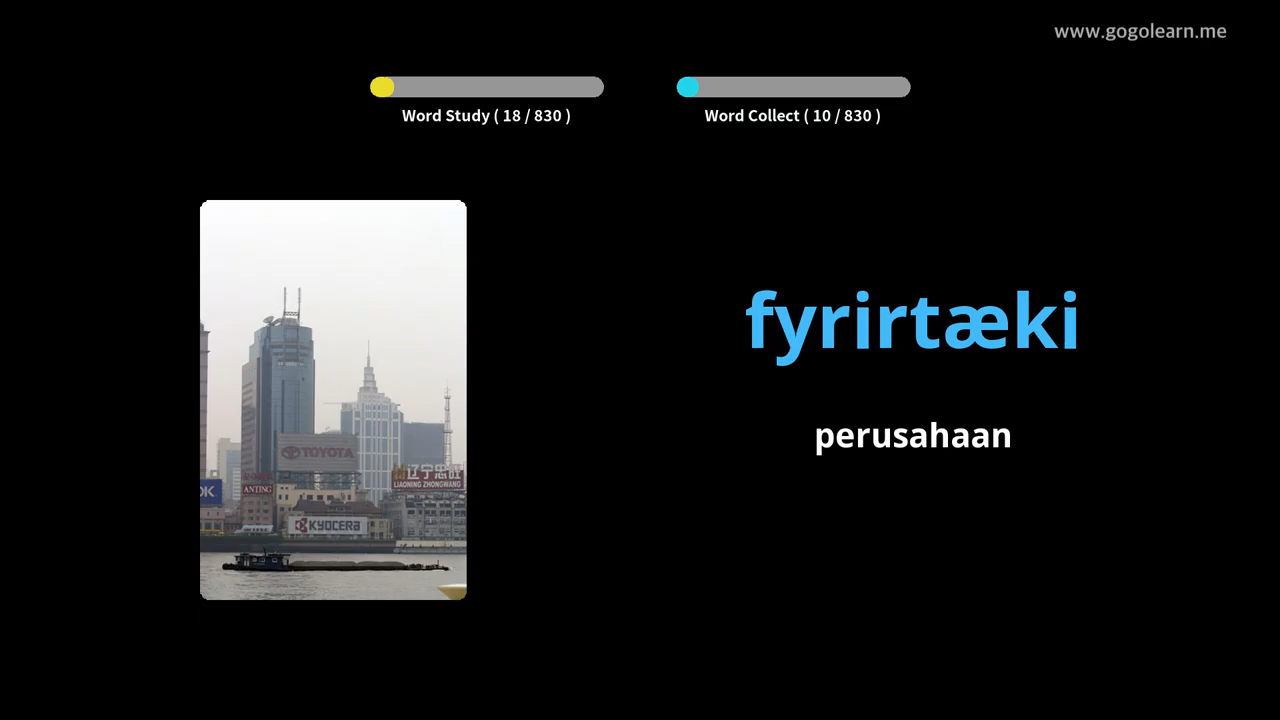 www.gogolearn.me
Word Study ( 18 / 830 )
Word Collect ( 10 / 830 )
fyrirtæki
perusahaan
TOYOTA
辽宁忠旺
LIAONING ZHONGWANG
OK
ANTING
KYOCERA